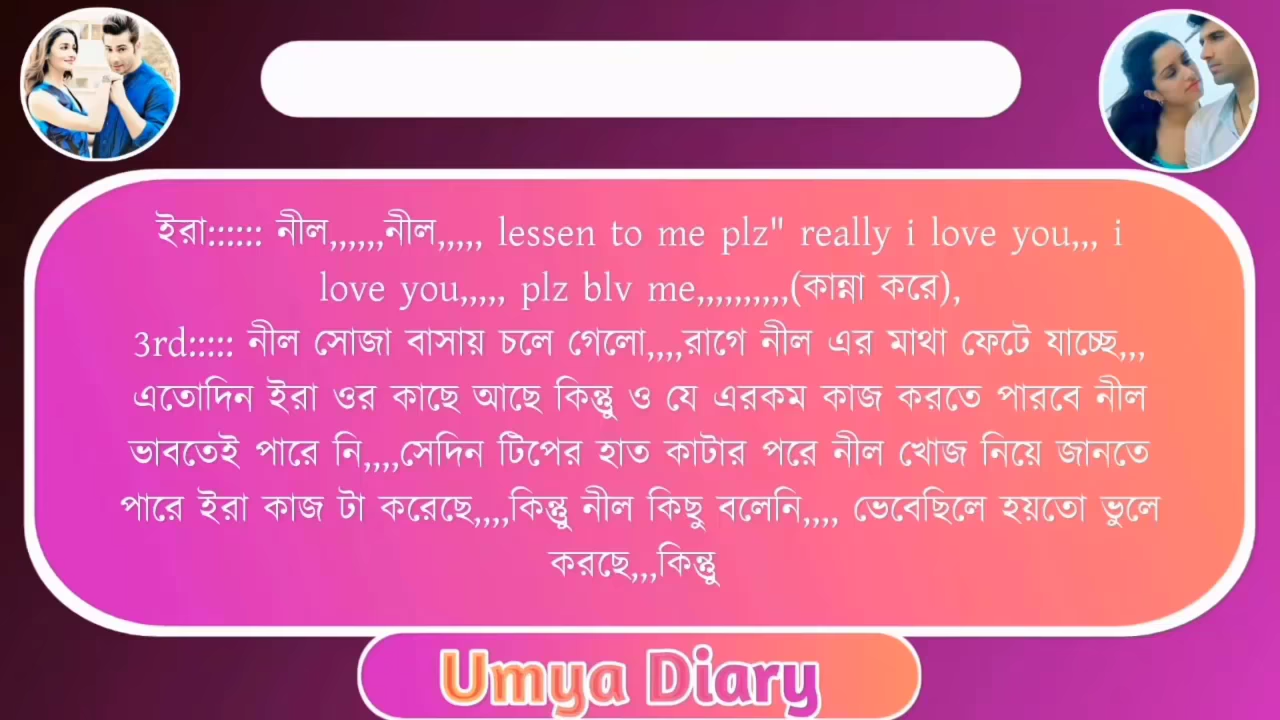 ইরা:::::: নীল,,,,,,নীল,,,,, lessen to me plz" really i love you,,, i
love you,,,,, plz blv me,,,,,,,,,,(কান্না করে),
3rd::::: নীল সোজা বাসায় চলে গেলো,,,,রাগে নীল এর মাথা ফেটে যাচ্ছে,,,
এতোদিন ইরা ওর কাছে আছে কিন্তু ও যে এরকম কাজ করতে পারবে নীল
ভাবতেই পারে নি,,,,সেদিন টিপের হাত কাটার পরে নীল খোজ নিয়ে জানতে
পারে ইরা কাজ টা করেছে,,,,কিন্তু নীল কিছু বলেনি,,,, ভেবেছিলে হয়তো ভুলে
করছে,,,কিন্তু
Umya Diary